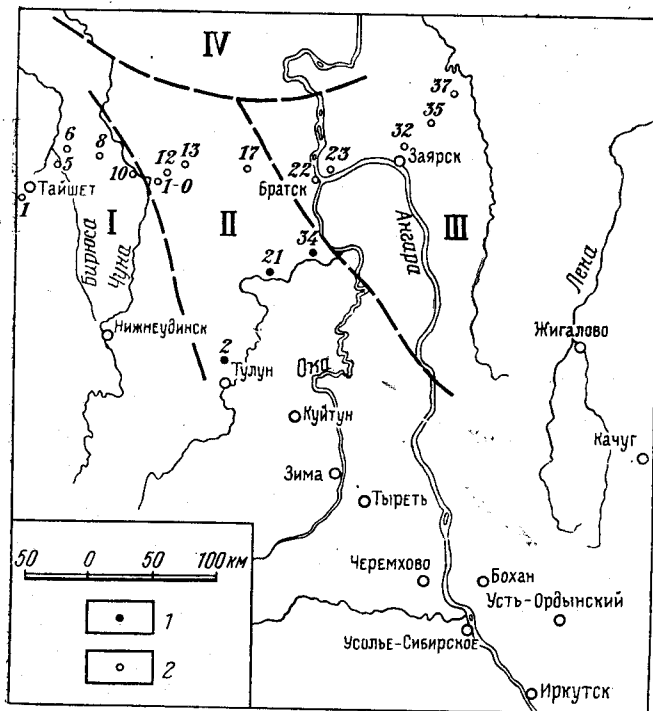 IV
37
35
6
8
12
13
17
22
23
32
5
10
1-0
Тайшет
Братск
Заярск
1
I
II
34
III
21
Бирюса
Чуна
Ангара
Лена
Нижнеудинск
2
Тулун
Ока
Жигалово
Куйтун
Качуг
Зима
Тыреть
50 0 50 100 км
Черемхово
Бохан
Усть-Ордынский
1
Усолье-Сибирское
2
Иркутск